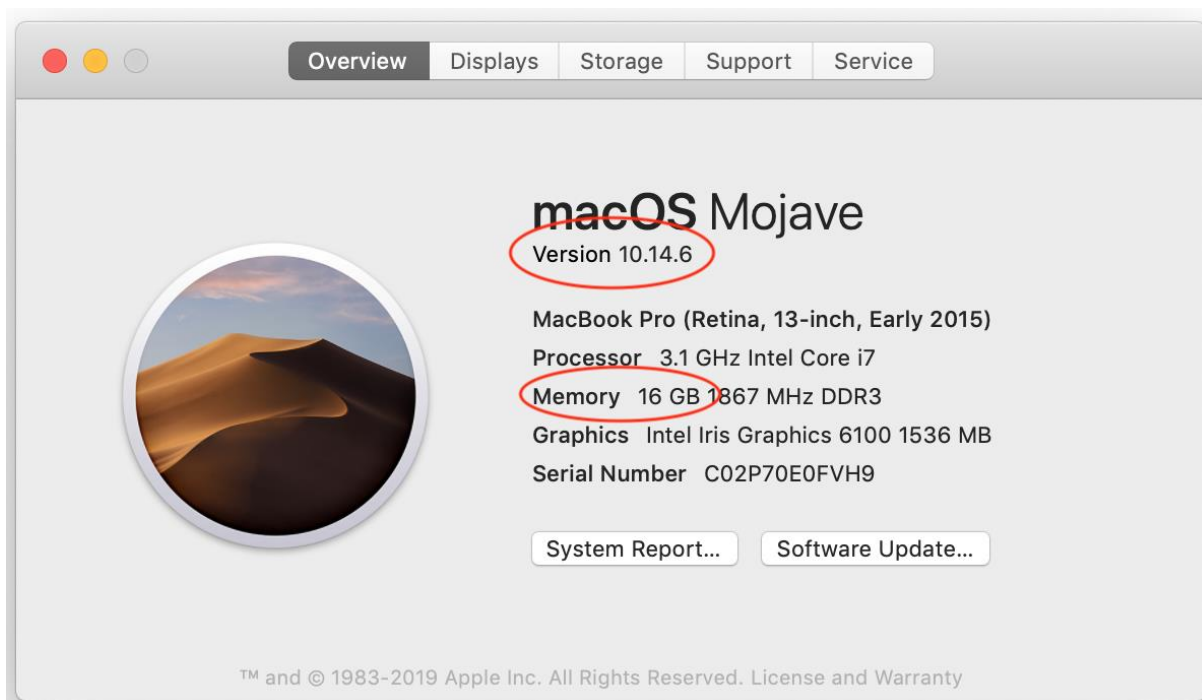 Overview Displays Storage Support Service
macOS Mojave
Version 10.14.6
MacBook Pro (Retina, 13-inch, Early 2015)
Processor 3.1 GHz Intel Core i7
Memory 16 GB 1867 MHz DDR3
Graphics Intel Iris Graphics 6100 1536 MB
Serial Number C02P70E0FVH9
System Report... Software Update...
™ and © 1983-2019 Apple Inc. All Rights Reserved. License and Warranty